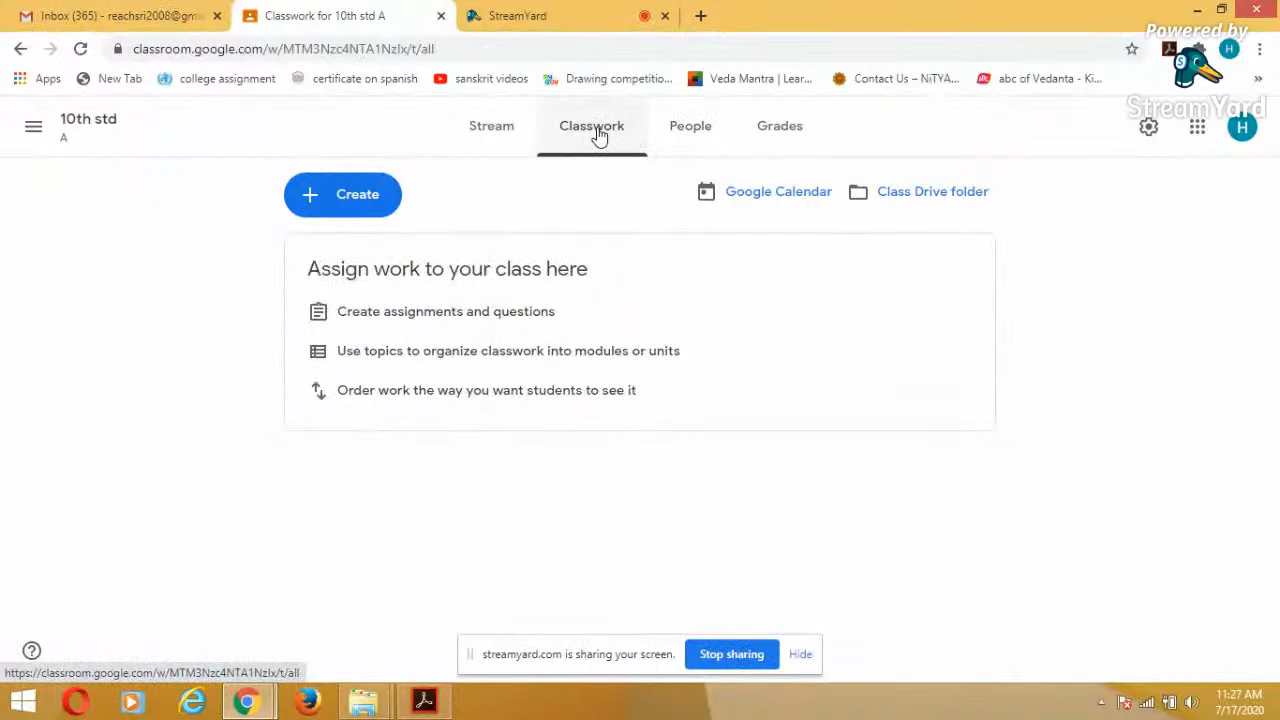 Inbox (365) - reachsri2008@gm
Classwork for 10th std A
StreamYard
classroom.google.com/w/MTM3Nzc4NTA1NzIx/t/all
Powered by
StreamYard
Apps
New Tab
college assignment
certificate on spanish
sanskrit videos
Drawing competitio...
Veda Mantra | Lear...
Contact Us – NiTYA...
abc of Vedanta - Ki...
10th std
A
Stream
Classwork
People
Grades
H
Create
Google Calendar
Class Drive folder
Assign work to your class here
Create assignments and questions
Use topics to organize classwork into modules or units
Order work the way you want students to see it
streamyard.com is sharing your screen.
Stop sharing
Hide
https://classroom.google.com/w/MTM3Nzc4NTA1NzIx/t/all
11:27 AM
7/17/2020